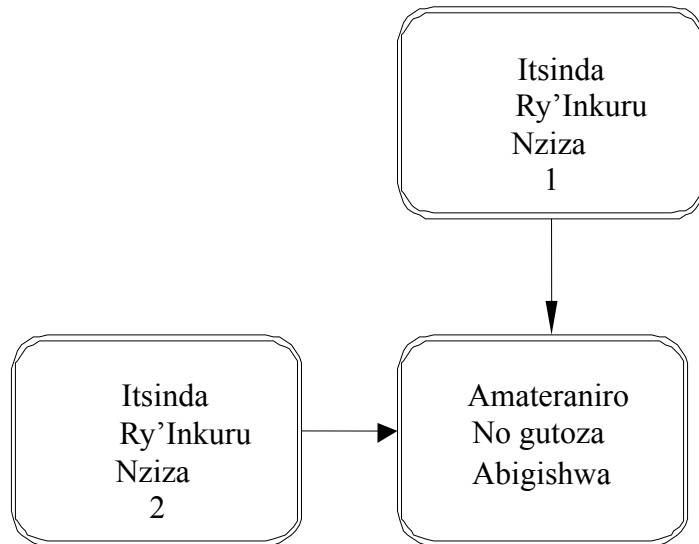 Itsinda
Ry’Inkuru
Nziza
1
Itsinda
Ry’Inkuru
Nziza
2
Amateraniro
No gutoza
Abigishwa